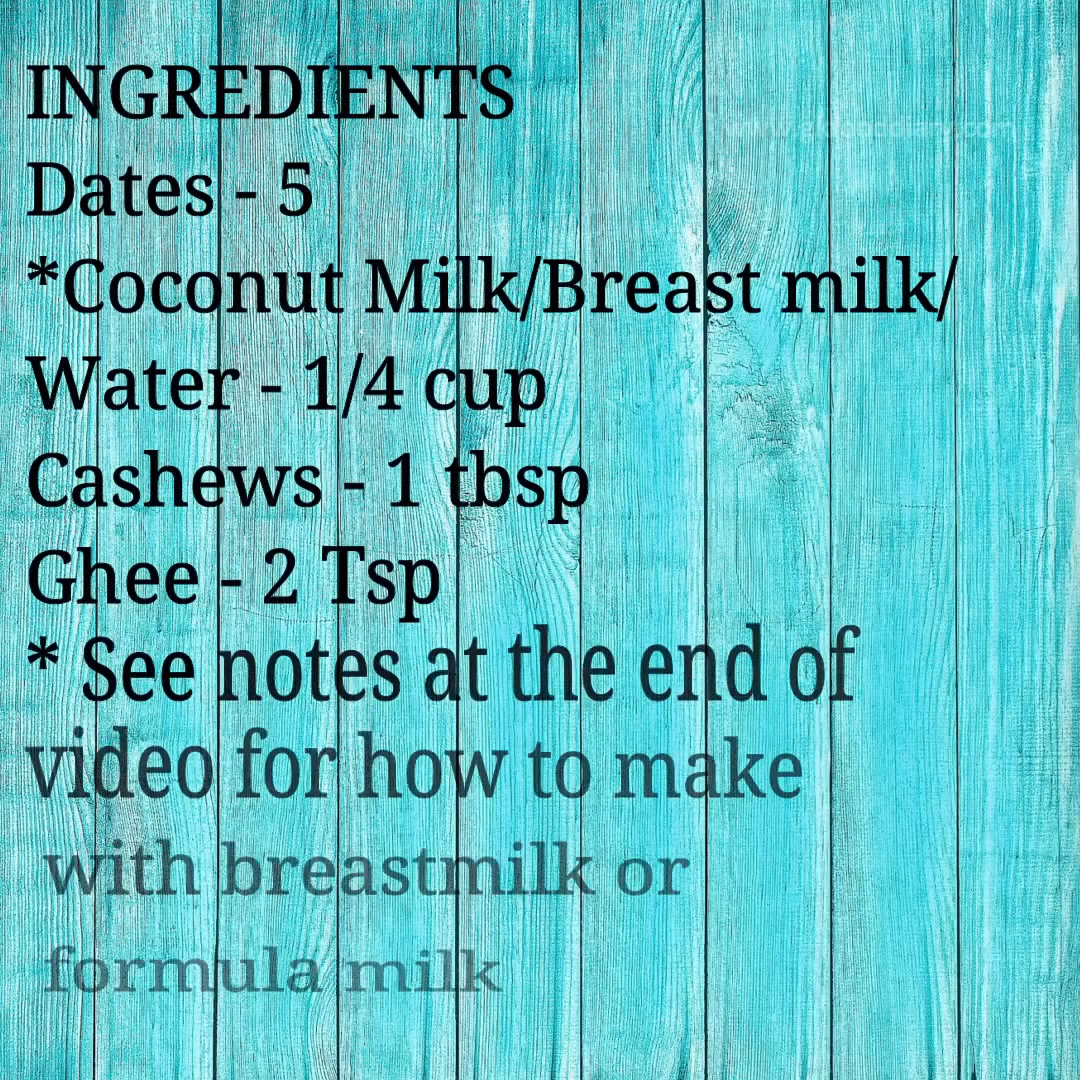 INGREDIENTS
Dates - 5
*Coconut Milk/Breast milk/
Water - 1/4 cup
Cashews - 1 tbsp
Ghee - 2 Tsp
* See notes at the end of
video for how to make
with breastmilk or
formula milk